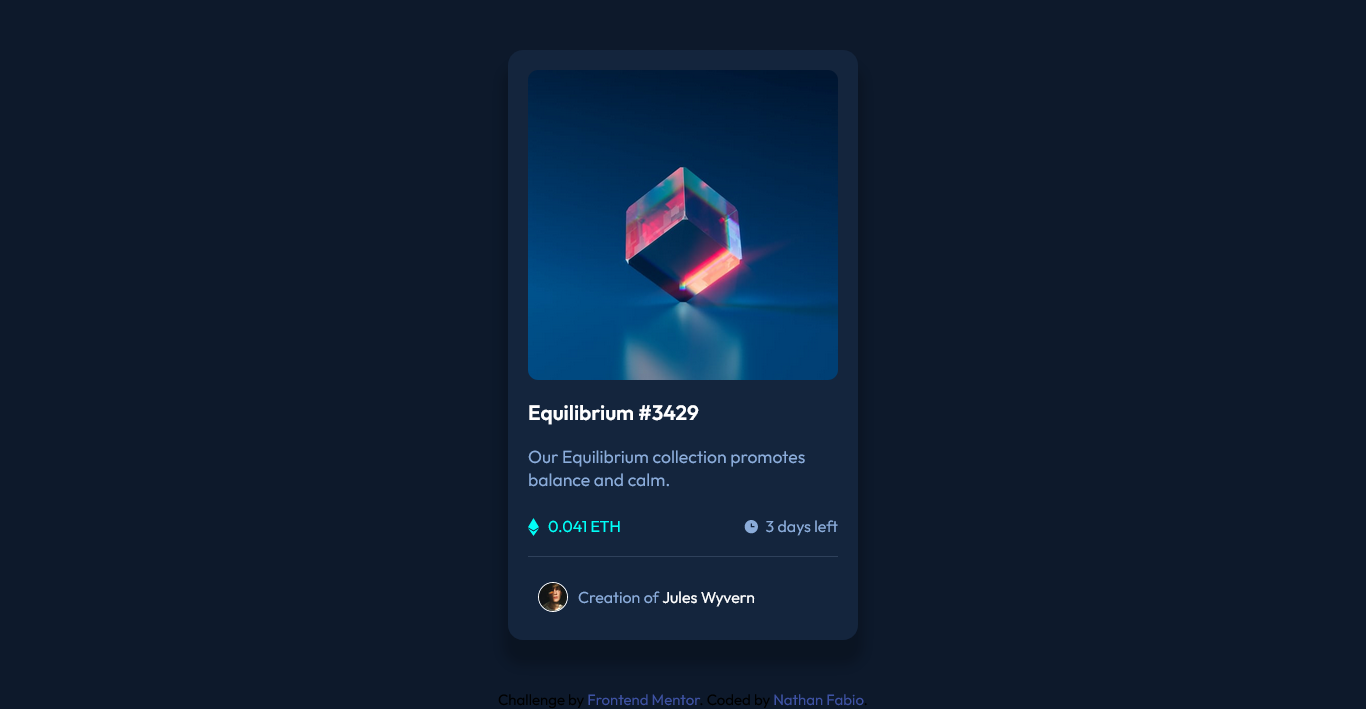 Equilibrium #3429
Our Equilibrium collection promotes
balance and calm.
0.041 ETH
3 days left
Creation of Jules Wyvern
Challenge by Frontend Mentor. Coded by Nathan Fabio